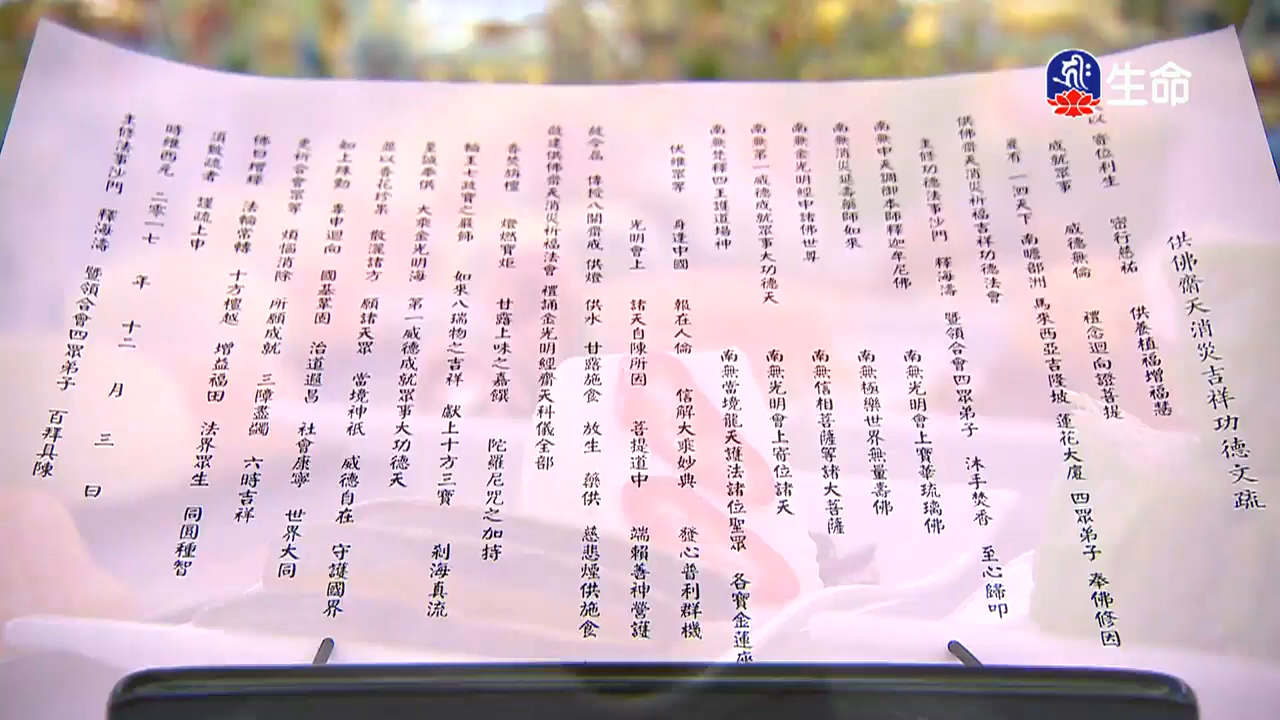 生命
供佛齋天消災吉祥功德文疏
以 寄位利生 密行慈祐 供養植福增福慧
成就眾事 威德無倫 禮念迴向證菩提
爰有 一四天下 南瞻部洲 馬來西亞吉隆坡 蓮花大廈 四眾弟子 奉佛修因
供佛齋天消災祈福吉祥功德法會
主修功德法事沙門 釋海濤 暨領合會四眾弟子 沐手焚香 至心歸叩
南無中天調御本師釋迦牟尼佛 南無光明會上寶華琉璃佛
南無消災延壽藥師如來 南無極樂世界無量壽佛
南無金光明經中諸佛世尊 南無信相菩薩等諸大菩薩
南無第一威德成就眾事大功德天 南無光明會上寄位諸天
南無梵釋四王護道場神 南無當境龍天護法諸位聖眾 各寶金蓮座
伏維眾等 身逢中國 報在人倫 信解大乘妙典 發心普利群機
光明會上 諸天自陳所因 菩提道中 端賴善神營護
故今、 傳授八關齋戒 供燈 供水 甘露施食 放生 藥供 慈悲煙供施食
啟建供佛齋天消災祈福法會 禮誦金光明經齋天科儀全部
香焚栴檀 燈燃寶炬 甘露上味之嘉饌 陀羅尼咒之加持
輪王七政寶之嚴飾 如來八瑞物之吉祥 獻上十方三寶 剎海真流
虔誠奉供 大乘金光明海 第一威德成就眾事大功德天
並以香花珍果 散灑諸方 願諸天眾 當境神祇 威德自在 守護國界
如上殊勳 專申迴向 國基鞏固 治道遐昌 社會康寧 世界大同
更祈合會眾等 煩惱消除 所願成就 三障盡蠲 六時吉祥
佛日增輝 法輪常轉 十方檀越 增益福田 法界眾生 同圓種智
須致疏者 謹疏上申
時維西元 二零一七 年 十二 月 三 日
主修法事沙門 釋海濤 暨領合會四眾弟子 百拜具陳